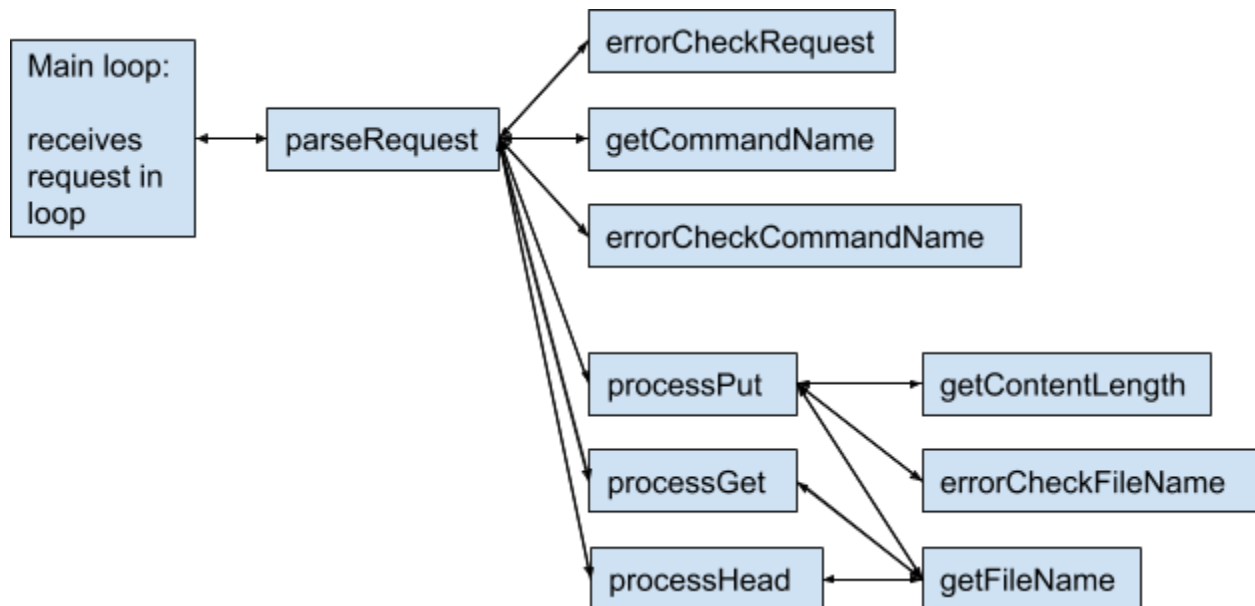 Main loop:
receives
request in
loop
parseRequest
errorCheckRequest
getCommandName
errorCheckCommandName
processPut
getContentLength
processGet
errorCheckFileName
processHead
getFileName